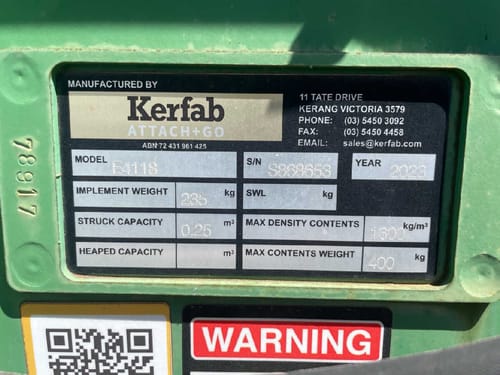 MANUFACTURED BY
Kerfab
ATTACH+GO
ABN 72 431 961 425
11 TATE DRIVE
KERANG VICTORIA 3579
PHONE: (03) 5450 3092
FAX: (03) 5450 4458
EMAIL: sales@kerfab.com
MODEL E4118 S/N S868653 YEAR 2023
IMPLEMENT WEIGHT 235 kg SWL kg
STRUCK CAPACITY 0.25 m³ MAX DENSITY CONTENTS 1600 kg/m³
HEAPED CAPACITY m³ MAX CONTENTS WEIGHT 400 kg
78917
WARNING